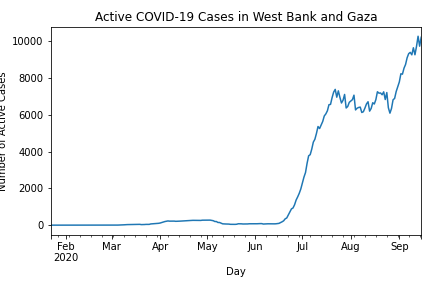 Active COVID-19 Cases in West Bank and Gaza
Number of Active Cases
10000
8000
6000
4000
2000
0
Feb
2020
Mar
Apr
May
Jun
Jul
Aug
Sep
Day